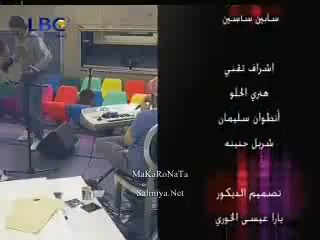 LBC
سابين ساسين
اشراف تقني
هنري الحلو
أنطوان سليمان
شربل حنينه
MaKaRoNaTa
Salmiya.Net
تصميم الديكور
يارا عيسى الخوري